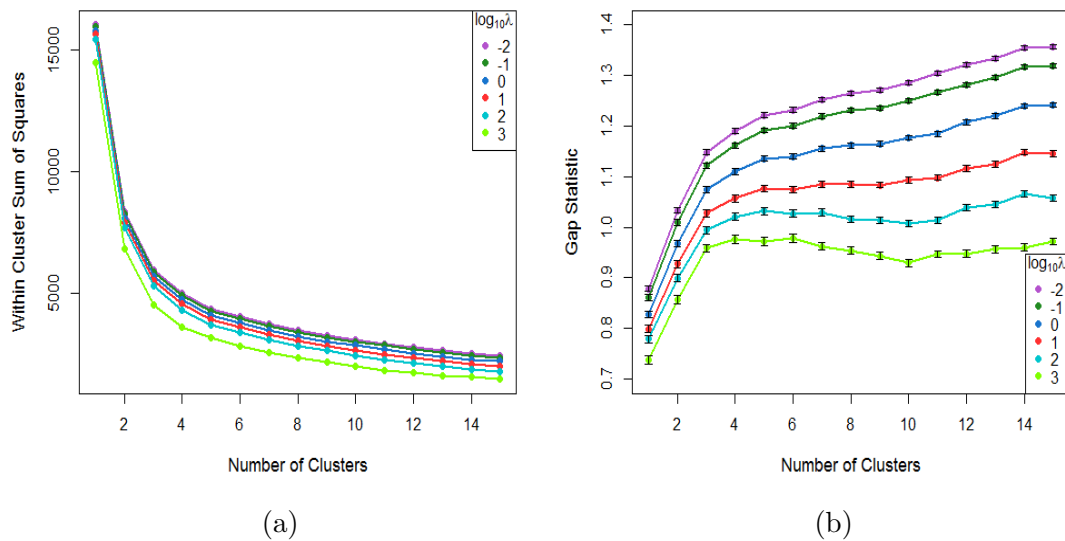 Within Cluster Sum of Squares
15000
10000
5000
2 4 6 8 10 12 14
Number of Clusters
log10λ
-2
-1
0
1
2
3
(a)
Gap Statistic
1.4
1.3
1.2
1.1
1.0
0.9
0.8
0.7
2 4 6 8 10 12 14
Number of Clusters
log10λ
-2
-1
0
1
2
3
(b)